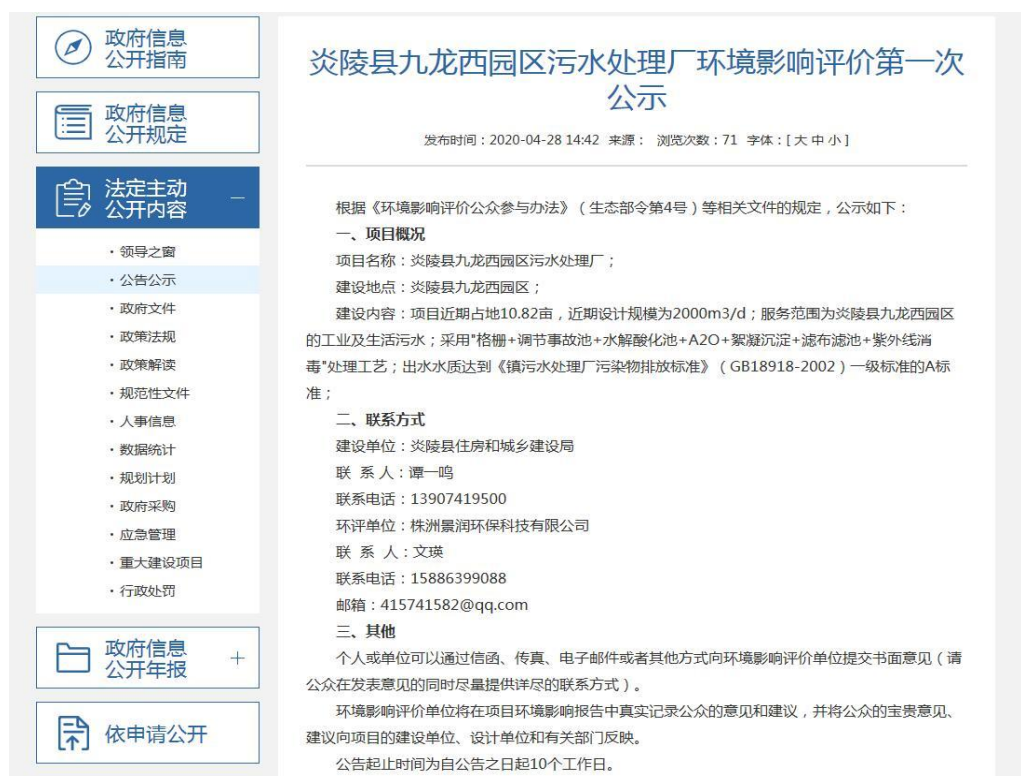 政府信息
公开指南
政府信息
公开规定
法定主动
公开内容
· 领导之窗
· 公告公示
· 政府文件
· 政策法规
· 政策解读
· 规范性文件
· 人事信息
· 数据统计
· 规划计划
· 政府采购
· 应急管理
· 重大建设项目
· 行政处罚
政府信息
公开年报
依申请公开
炎陵县九龙西园区污水处理厂环境影响评价第一次
公示
发布时间：2020-04-28 14:42 来源： 浏览次数：71 字体：[ 大 中 小 ]
根据《环境影响评价公众参与办法》（生态部令第4号）等相关文件的规定，公示如下：
一、项目概况
项目名称：炎陵县九龙西园区污水处理厂；
建设地点：炎陵县九龙西园区；
建设内容：项目近期占地10.82亩，近期设计规模为2000m3/d；服务范围为炎陵县九龙西园区
的工业及生活污水；采用"格栅+调节事故池+水解酸化池+A2O+絮凝沉淀+滤布滤池+紫外线消
毒"处理工艺；出水水质达到《镇污水处理厂污染物排放标准》（GB18918-2002）一级标准的A标
准；
二、联系方式
建设单位：炎陵县住房和城乡建设局
联 系 人：谭一鸣
联系电话：13907419500
环评单位：株洲景润环保科技有限公司
联 系 人：文瑛
联系电话：15886399088
邮箱：415741582@qq.com
三、其他
个人或单位可以通过信函、传真、电子邮件或者其他方式向环境影响评价单位提交书面意见（请
公众在发表意见的同时尽量提供详尽的联系方式）。
环境影响评价单位将在项目环境影响报告中真实记录公众的意见和建议，并将公众的宝贵意见、
建议向项目的建设单位、设计单位和有关部门反映。
公告起止时间为自公告之日起10个工作日。